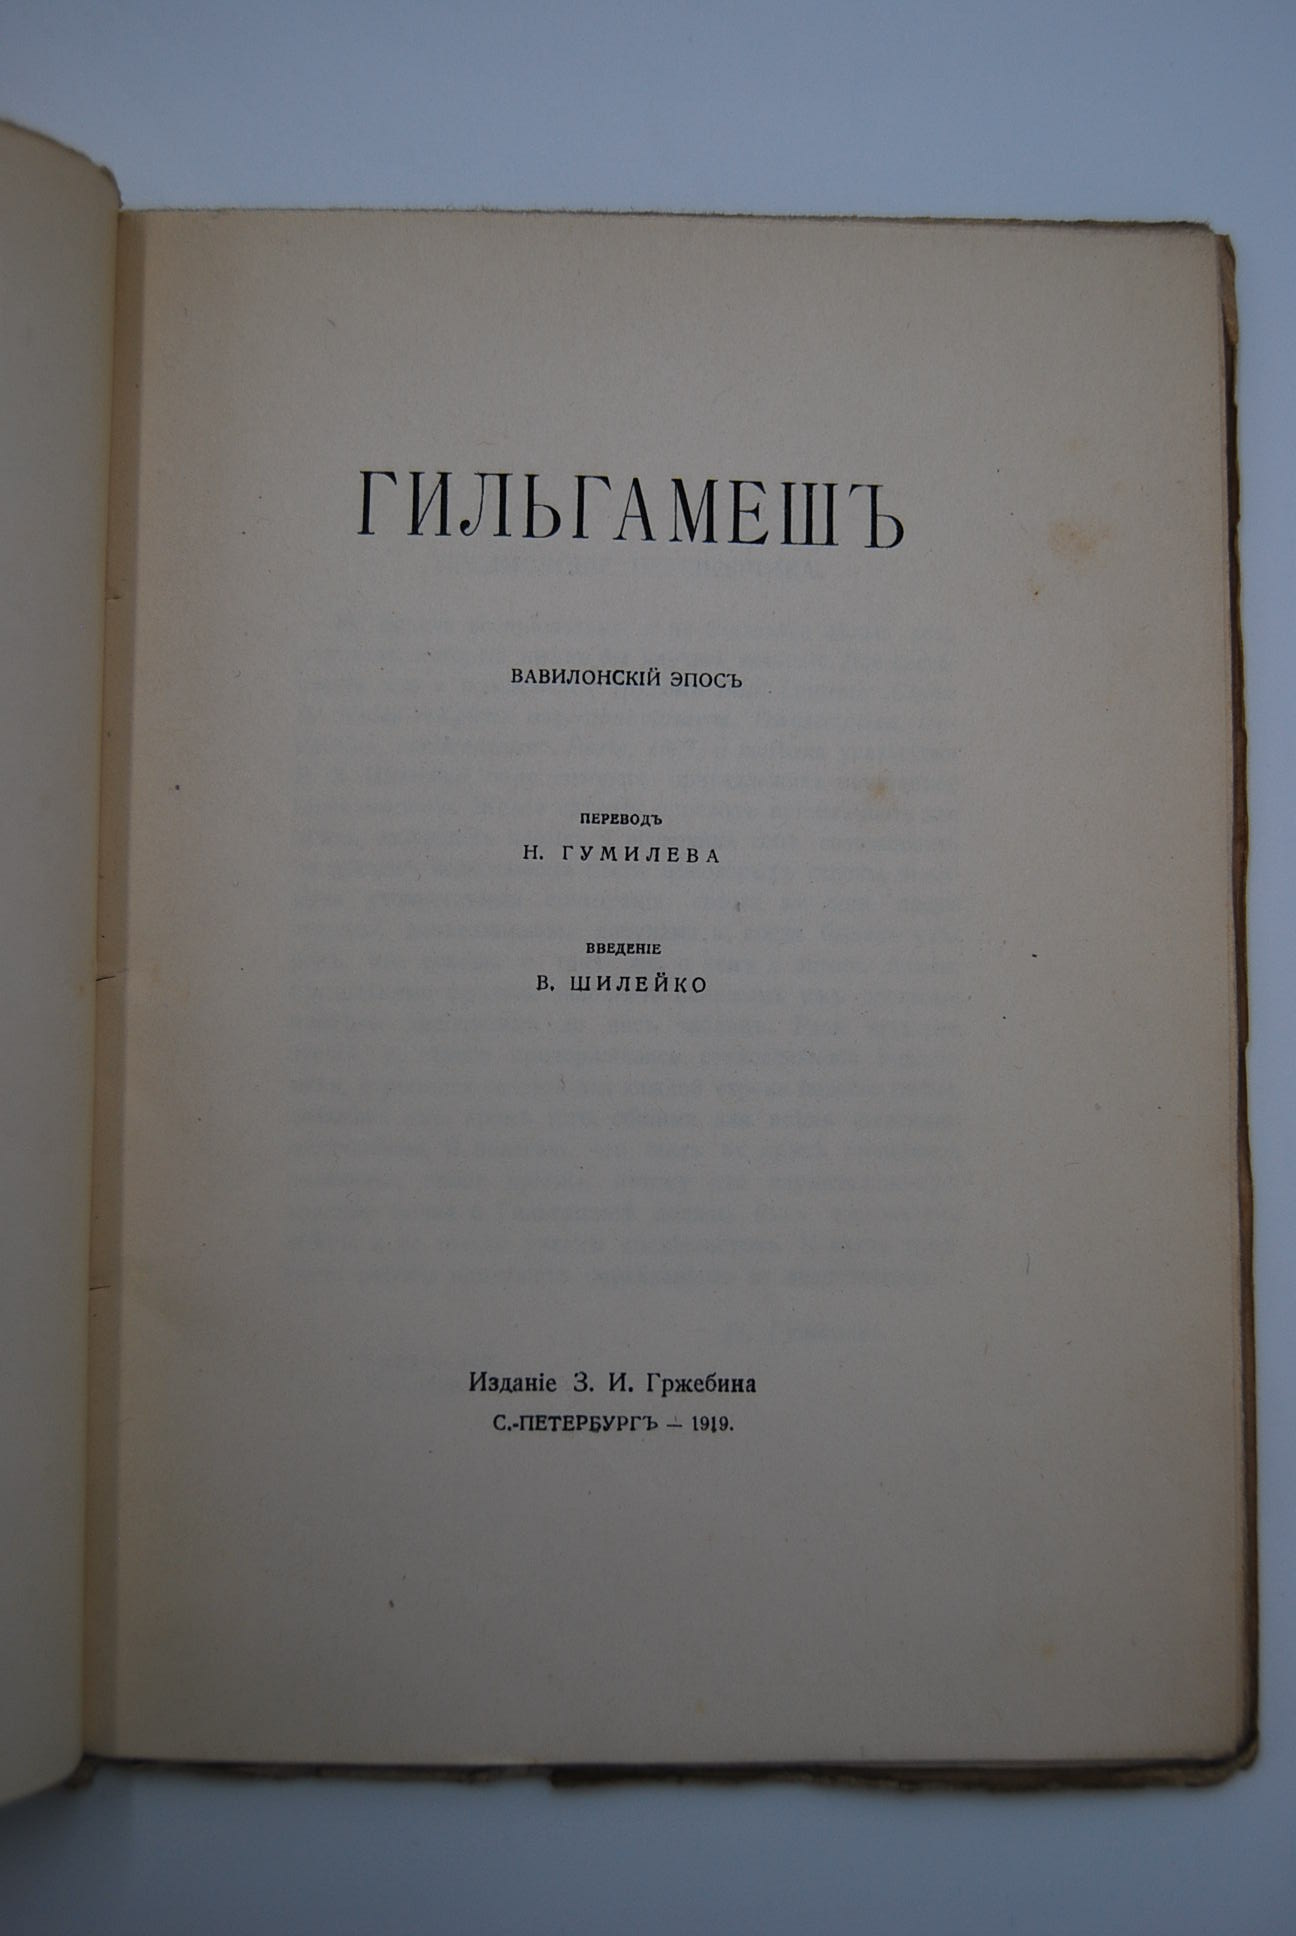 ГИЛЬГАМЕШЪ
ВАВИЛОНСКІЙ ЭПОСЪ
ПЕРЕВОДЪ
Н. ГУМИЛЕВА
ВВЕДЕНІЕ
В. ШИЛЕЙКО
Изданіе З. И. Гржебина
С.-ПЕТЕРБУРГЪ — 1919.